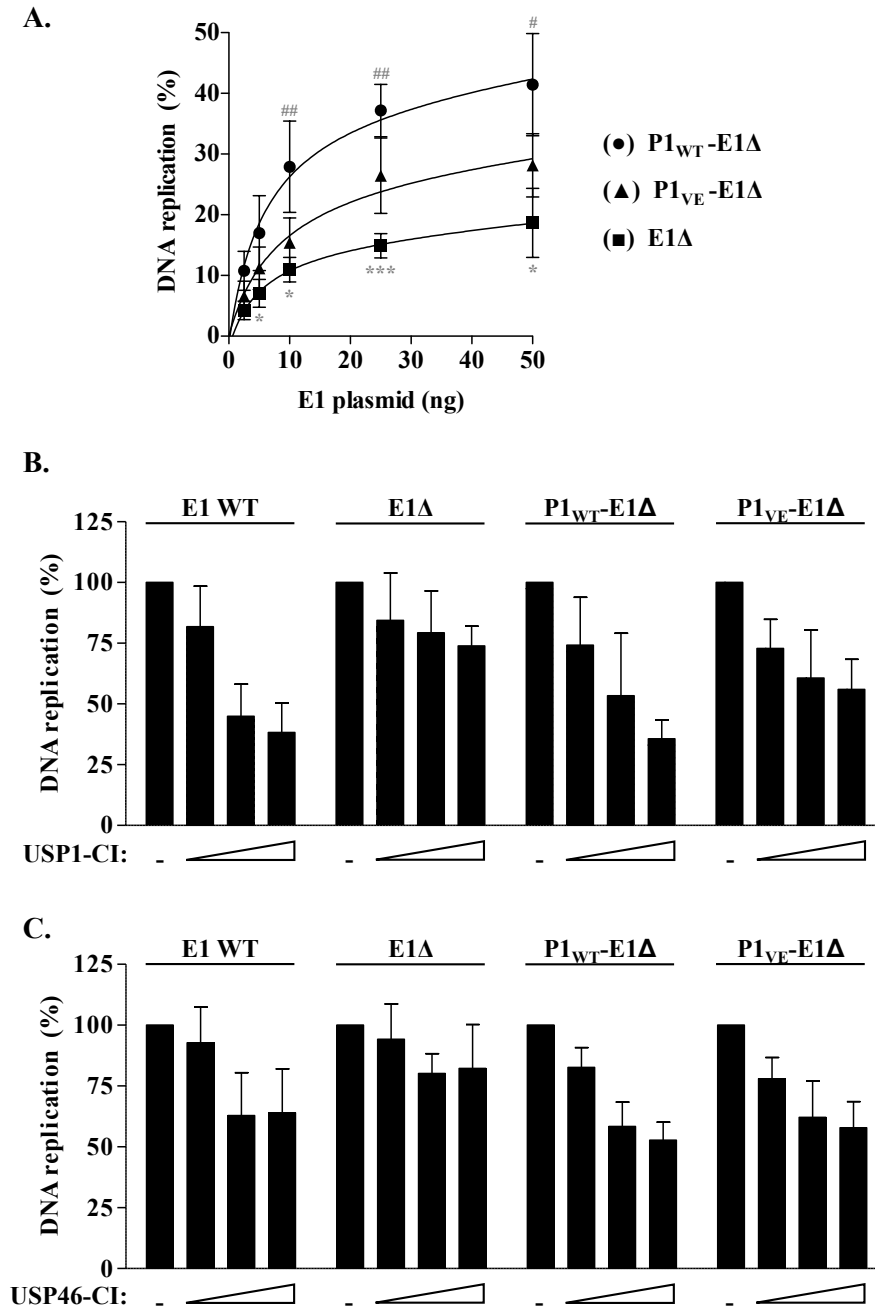 A.
DNA replication (%)
50
40
30
20
10
0
# 
##
##
*
*
***
*
0 10 20 30 40 50
E1 plasmid (ng)
(●) P1WT-E1Δ
(▲) P1VE-E1Δ
(■) E1Δ
B.
E1 WT E1Δ P1WT-E1Δ P1VE-E1Δ
DNA replication (%)
125
100
75
50
25
0
USP1-CI: - - - -
C.
E1 WT E1Δ P1WT-E1Δ P1VE-E1Δ
DNA replication (%)
125
100
75
50
25
0
USP46-CI: - - - -